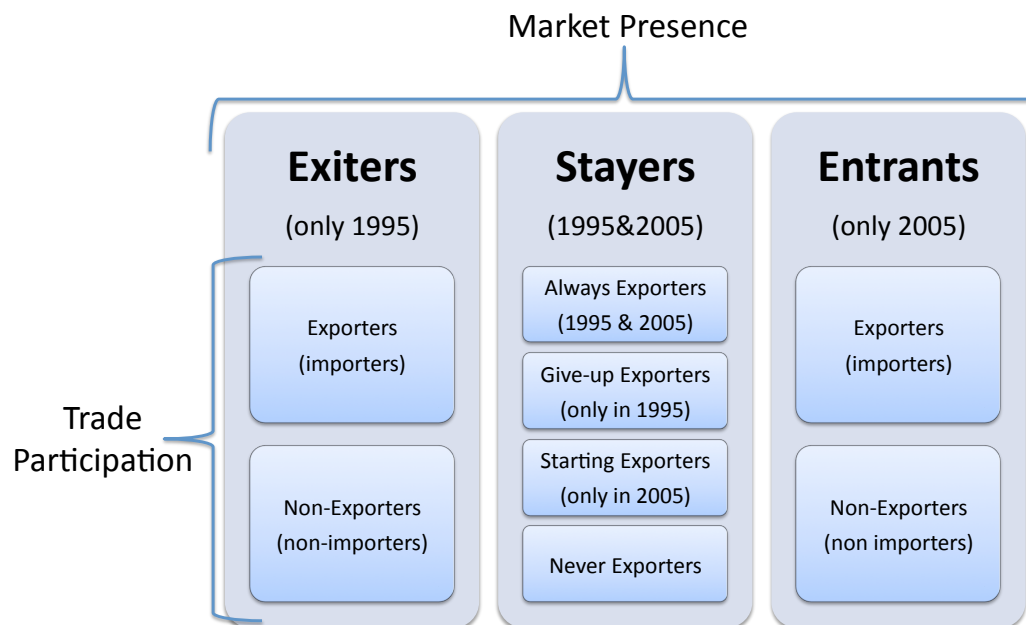 Market Presence
Exiters
(only 1995)
Stayers
(1995&2005)
Entrants
(only 2005)
Trade
Participation
Exporters
(importers)
Non-Exporters
(non-importers)
Always Exporters
(1995 & 2005)
Give-up Exporters
(only in 1995)
Starting Exporters
(only in 2005)
Never Exporters
Exporters
(importers)
Non-Exporters
(non importers)